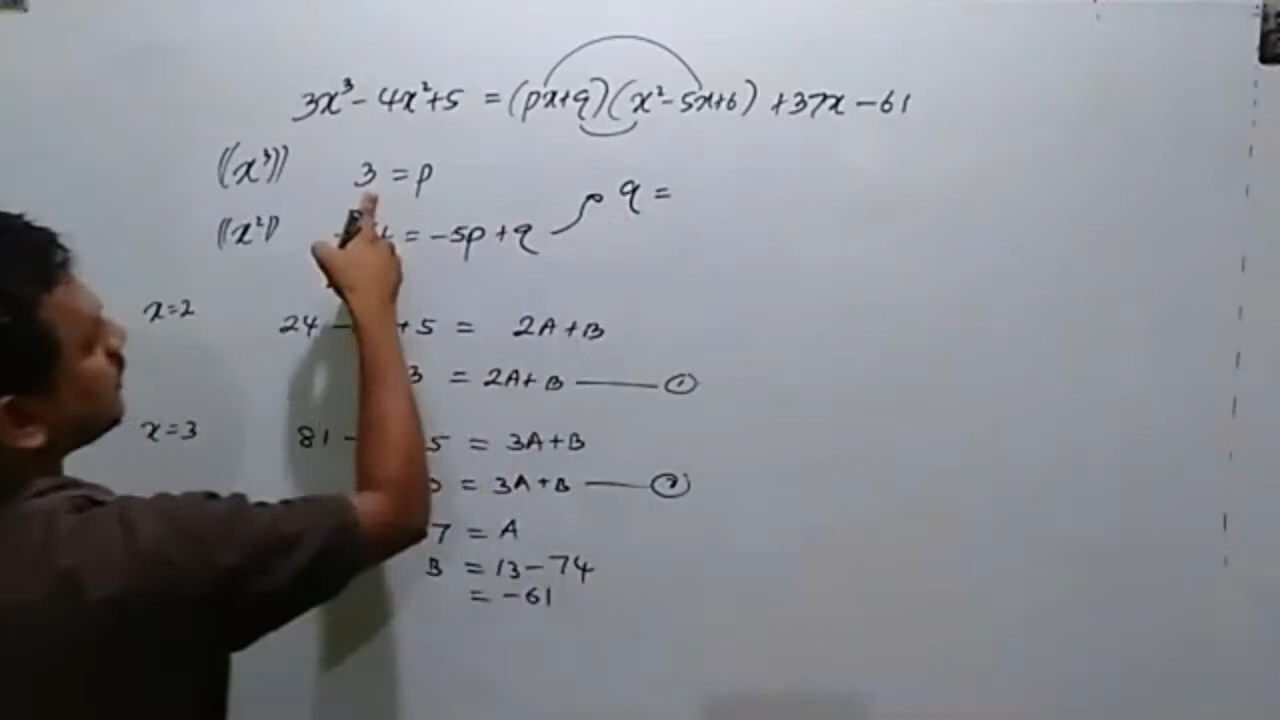 3x³ - 4x² + 5 = (px+q)(x² - 5x + 6) + 37x - 61
((x³)) 3 = p
((x²)) = -5p + q q =
x=2 24 - + 5 = 2A + B
3 = 2A + B ①
x=3 81 - 5 = 3A + B
= 3A + B ②
7 = A
B = 13 - 74
= -61